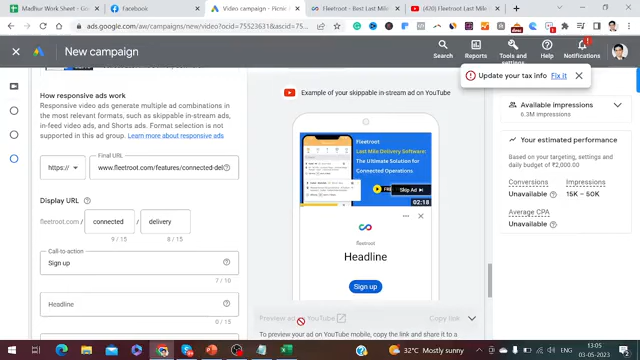 Madhur Work Sheet - G
Facebook
Video campaign - Picnic
Fleetroot - Best Last Mile
(420) Fleetroot Last Mile
ads.google.com/aw/campaigns/new/video?ocid=75523631&ascid=755
New campaign
Search
Reports
Tools and settings
Help
Notifications
Update your tax info Fix it
How responsive ads work
Responsive video ads generate multiple ad combinations in
the most relevant formats, such as skippable in-stream ads,
in-feed video ads, and Shorts ads. Format selection is not
supported in this ad group. Learn more about responsive ads
https://
Final URL
www.fleetroot.com/features/connected-del
Display URL
fleetroot.com / connected / delivery
9 / 15
8 / 15
Call-to-action
Sign up
7 / 10
Headline
0 / 15
Example of your skippable in-stream ad on YouTube
Fleetroot
Last Mile Delivery Software:
The Ultimate Solution for
Connected Operations
Skip Ad
02:18
fleetroot
Headline
Sign up
Preview ad on YouTube
Copy link
To preview your ad on YouTube mobile, copy the link and share it to a
Available impressions
6.3M impressions
Your estimated performance
Based on your targeting, settings and
daily budget of ₹2,000.00
Conversions
Unavailable
Impressions
15K – 50K
Average CPA
Unavailable
32°C Mostly sunny
ENG
13:05
03-05-2023